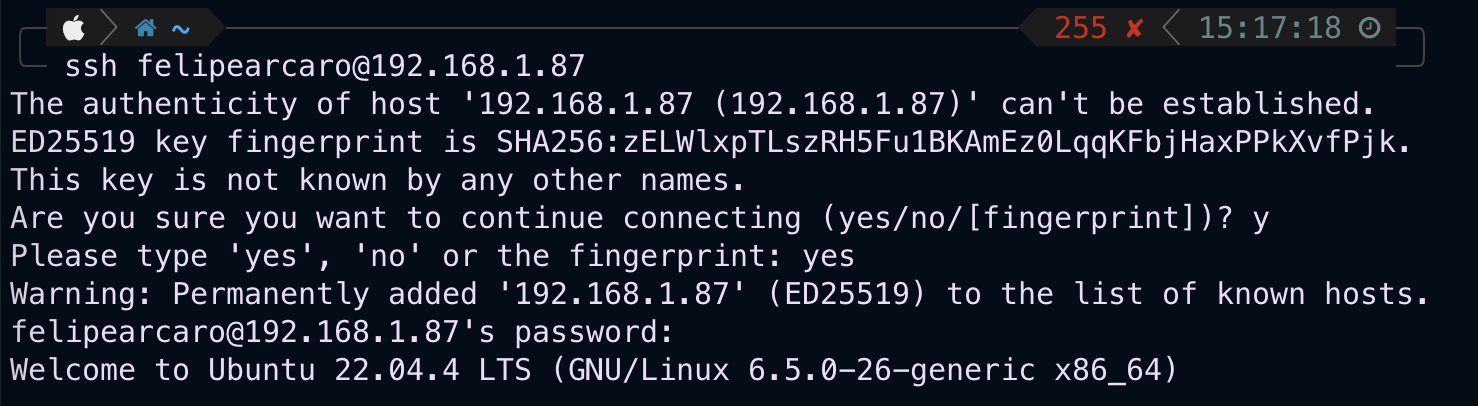 ~ 255 ✘ 15:17:18
ssh felipearcaro@192.168.1.87
The authenticity of host '192.168.1.87 (192.168.1.87)' can't be established.
ED25519 key fingerprint is SHA256:zELWlxpTLszRH5Fu1BKAmEz0LqqKFbjHaxPPkXvfPjk.
This key is not known by any other names.
Are you sure you want to continue connecting (yes/no/[fingerprint])? y
Please type 'yes', 'no' or the fingerprint: yes
Warning: Permanently added '192.168.1.87' (ED25519) to the list of known hosts.
felipearcaro@192.168.1.87's password:
Welcome to Ubuntu 22.04.4 LTS (GNU/Linux 6.5.0-26-generic x86_64)